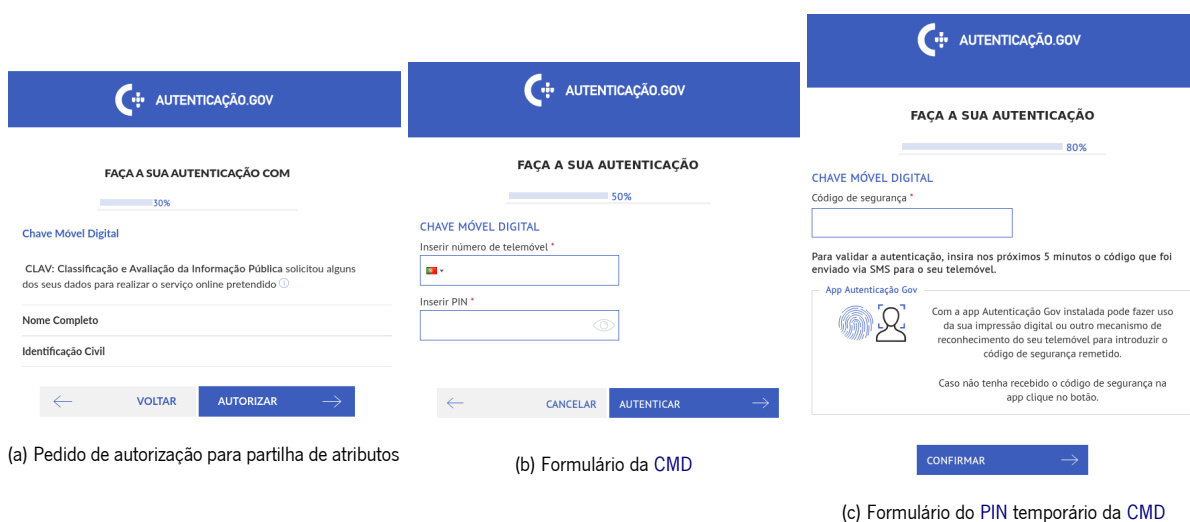 AUTENTICAÇÃO.GOV
FAÇA A SUA AUTENTICAÇÃO COM
30%
Chave Móvel Digital
CLAV: Classificação e Avaliação da Informação Pública solicitou alguns
dos seus dados para realizar o serviço online pretendido
Nome Completo
Identificação Civil
VOLTAR
AUTORIZAR
(a) Pedido de autorização para partilha de atributos
AUTENTICAÇÃO.GOV
FAÇA A SUA AUTENTICAÇÃO
50%
CHAVE MÓVEL DIGITAL
Inserir número de telemóvel *
Inserir PIN *
CANCELAR
AUTENTICAR
(b) Formulário da CMD
AUTENTICAÇÃO.GOV
FAÇA A SUA AUTENTICAÇÃO
80%
CHAVE MÓVEL DIGITAL
Código de segurança *
Para validar a autenticação, insira nos próximos 5 minutos o código que foi
enviado via SMS para o seu telemóvel.
App Autenticação Gov
Com a app Autenticação Gov instalada pode fazer uso
da sua impressão digital ou outro mecanismo de
reconhecimento do seu telemóvel para introduzir o
código de segurança remetido.
Caso não tenha recebido o código de segurança na
app clique no botão.
CONFIRMAR
(c) Formulário do PIN temporário da CMD